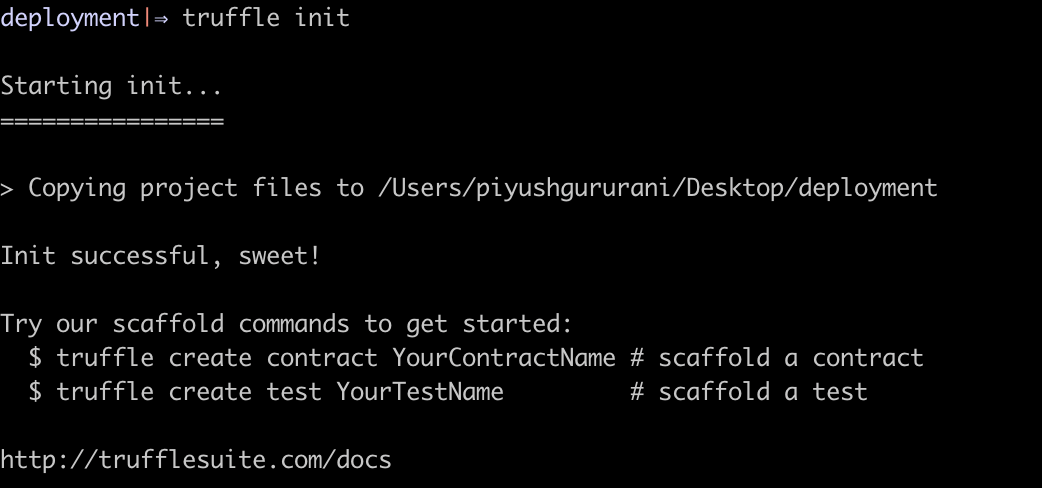 deployment|⇒ truffle init
Starting init...
================
> Copying project files to /Users/piyushgururani/Desktop/deployment
Init successful, sweet!
Try our scaffold commands to get started:
  $ truffle create contract YourContractName # scaffold a contract
  $ truffle create test YourTestName         # scaffold a test
http://trufflesuite.com/docs